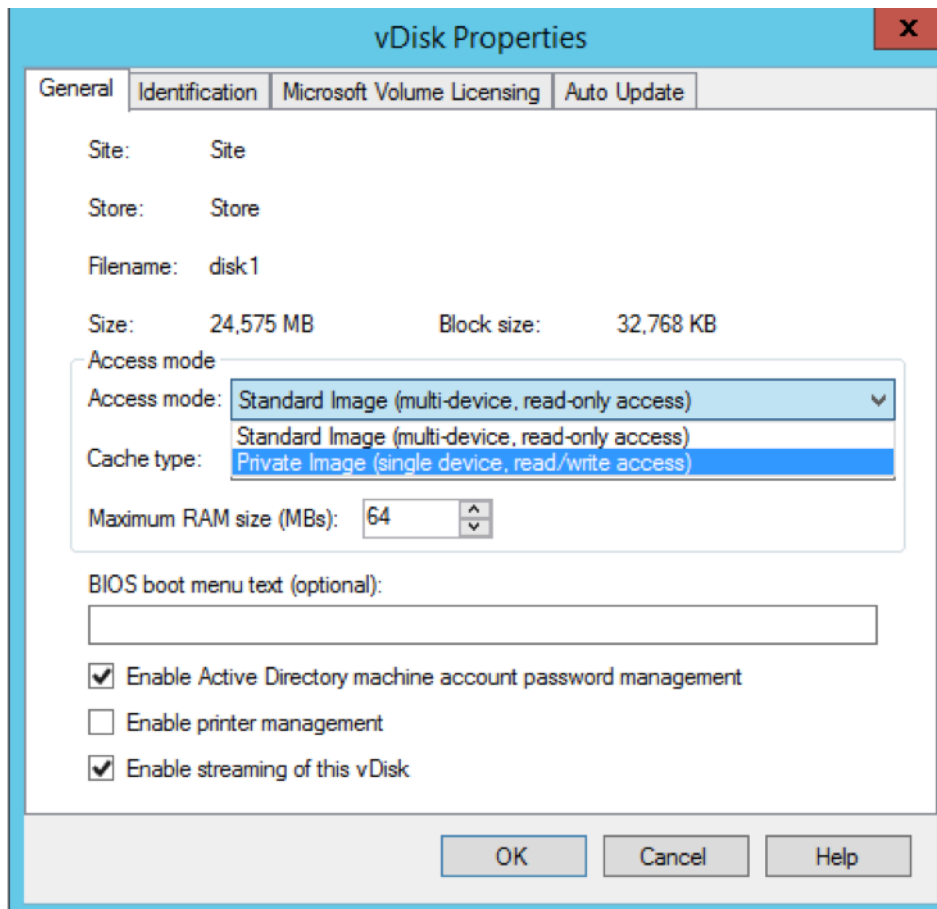 vDisk Properties
x
General Identification Microsoft Volume Licensing Auto Update
Site: Site
Store: Store
Filename: disk1
Size: 24,575 MB Block size: 32,768 KB
Access mode
Access mode: Standard Image (multi-device, read-only access)
Standard Image (multi-device, read-only access)
Cache type: Private Image (single device, read/write access)
Maximum RAM size (MBs): 64
BIOS boot menu text (optional):
Enable Active Directory machine account password management
Enable printer management
Enable streaming of this vDisk
OK Cancel Help